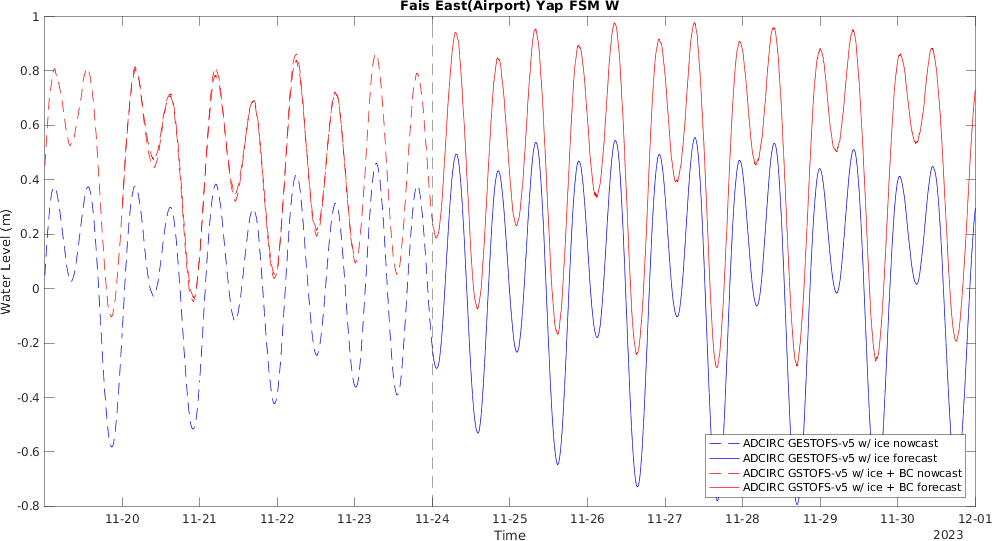 Fais East(Airport) Yap FSM W
Water Level (m)
1
0.8
0.6
0.4
0.2
0
-0.2
-0.4
-0.6
-0.8
ADCIRC GESTOFS-v5 w/ ice nowcast
ADCIRC GESTOFS-v5 w/ ice forecast
ADCIRC GSTOFS-v5 w/ ice + BC nowcast
ADCIRC GSTOFS-v5 w/ ice + BC forecast
11-20 11-21 11-22 11-23 11-24 11-25 11-26 11-27 11-28 11-29 11-30 12-01
Time
2023